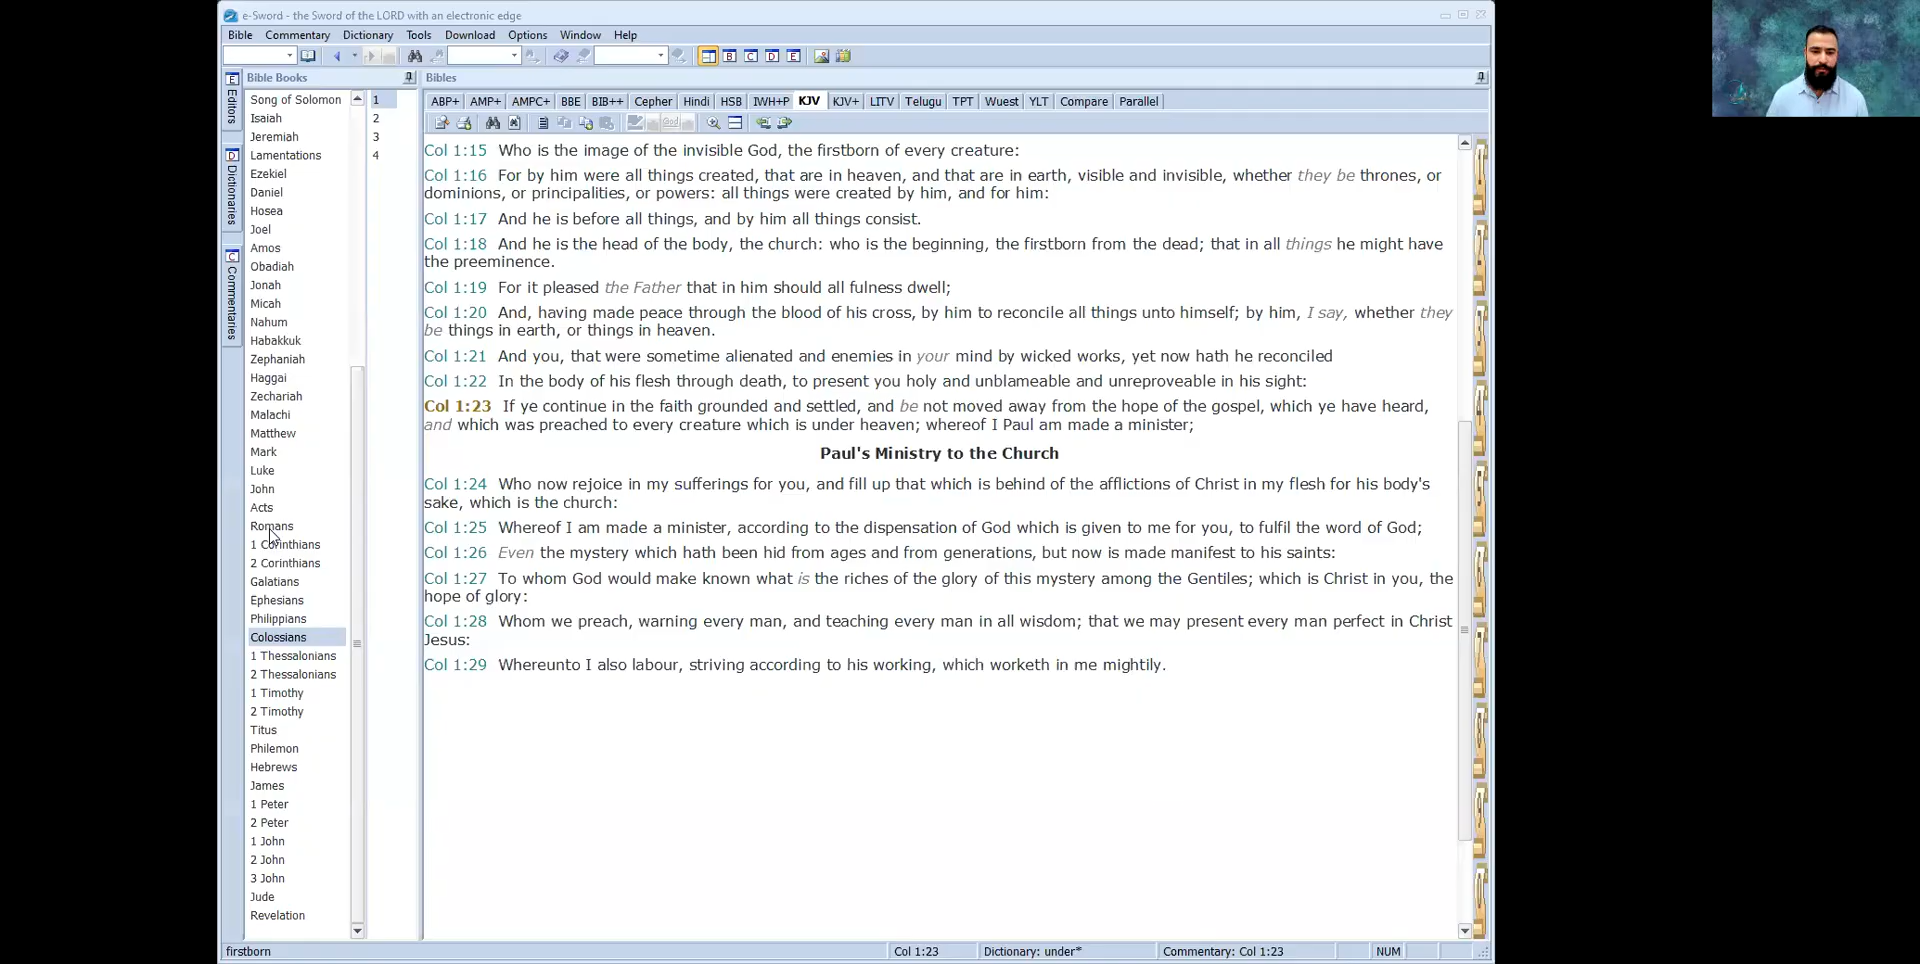 e-Sword - the Sword of the LORD with an electronic edge
Bible Commentary Dictionary Tools Download Options Window Help
B C D E
Bible Books
Bibles
E Editors
D Dictionaries
C Commentaries
Song of Solomon
Isaiah
Jeremiah
Lamentations
Ezekiel
Daniel
Hosea
Joel
Amos
Obadiah
Jonah
Micah
Nahum
Habakkuk
Zephaniah
Haggai
Zechariah
Malachi
Matthew
Mark
Luke
John
Acts
Romans
1 Corinthians
2 Corinthians
Galatians
Ephesians
Philippians
Colossians
1 Thessalonians
2 Thessalonians
1 Timothy
2 Timothy
Titus
Philemon
Hebrews
James
1 Peter
2 Peter
1 John
2 John
3 John
Jude
Revelation
1
2
3
4
ABP+ AMP+ AMPC+ BBE BIB++ Cepher Hindi HSB IWH+P KJV KJV+ LITV Telugu TPT Wuest YLT Compare Parallel
God
Col 1:15 Who is the image of the invisible God, the firstborn of every creature:
Col 1:16 For by him were all things created, that are in heaven, and that are in earth, visible and invisible, whether they be thrones, or
dominions, or principalities, or powers: all things were created by him, and for him:
Col 1:17 And he is before all things, and by him all things consist.
Col 1:18 And he is the head of the body, the church: who is the beginning, the firstborn from the dead; that in all things he might have
the preeminence.
Col 1:19 For it pleased the Father that in him should all fulness dwell;
Col 1:20 And, having made peace through the blood of his cross, by him to reconcile all things unto himself; by him, I say, whether they
be things in earth, or things in heaven.
Col 1:21 And you, that were sometime alienated and enemies in your mind by wicked works, yet now hath he reconciled
Col 1:22 In the body of his flesh through death, to present you holy and unblameable and unreproveable in his sight:
Col 1:23 If ye continue in the faith grounded and settled, and be not moved away from the hope of the gospel, which ye have heard,
and which was preached to every creature which is under heaven; whereof I Paul am made a minister;
Paul's Ministry to the Church
Col 1:24 Who now rejoice in my sufferings for you, and fill up that which is behind of the afflictions of Christ in my flesh for his body's
sake, which is the church:
Col 1:25 Whereof I am made a minister, according to the dispensation of God which is given to me for you, to fulfil the word of God;
Col 1:26 Even the mystery which hath been hid from ages and from generations, but now is made manifest to his saints:
Col 1:27 To whom God would make known what is the riches of the glory of this mystery among the Gentiles; which is Christ in you, the
hope of glory:
Col 1:28 Whom we preach, warning every man, and teaching every man in all wisdom; that we may present every man perfect in Christ
Jesus:
Col 1:29 Whereunto I also labour, striving according to his working, which worketh in me mightily.
firstborn
Col 1:23
Dictionary: under*
Commentary: Col 1:23
NUM